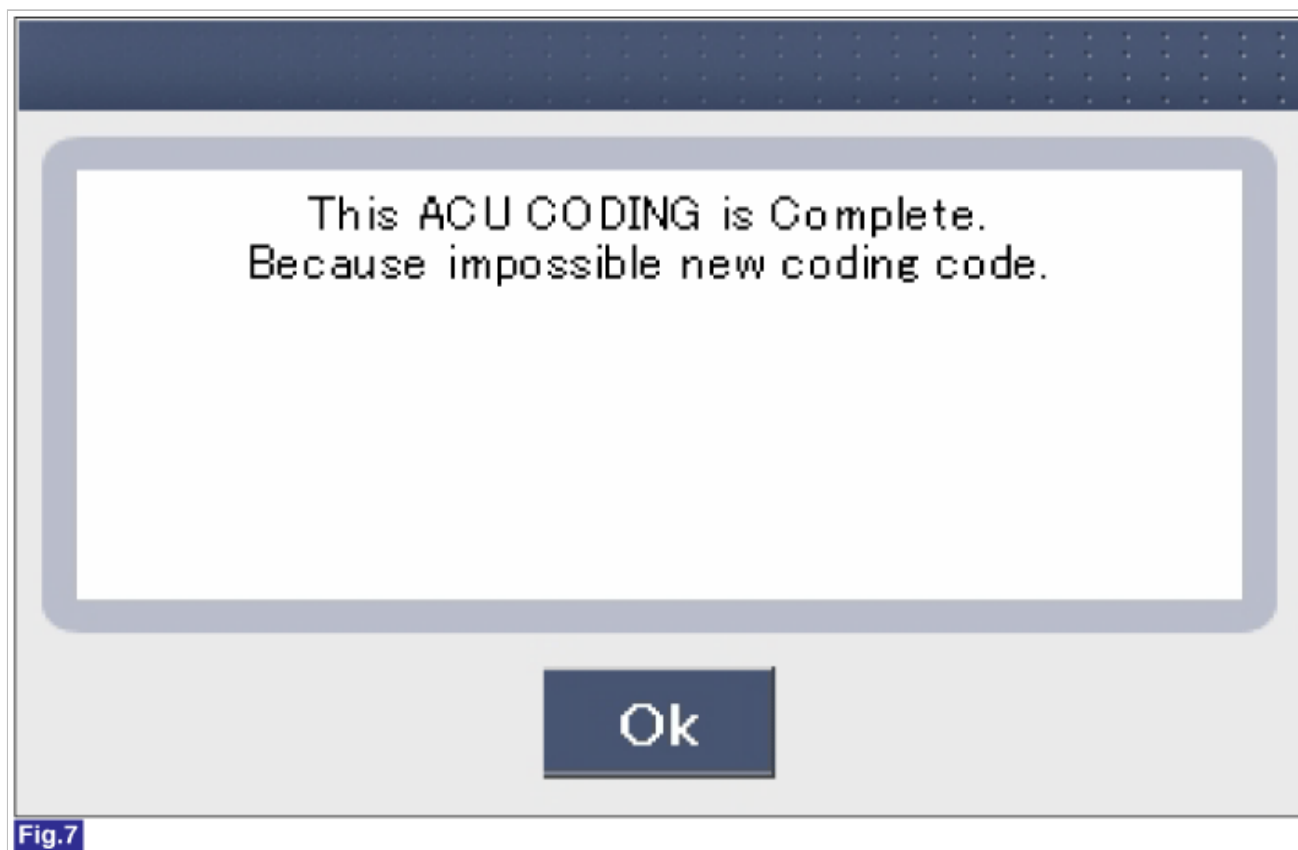 This ACU CODING is Complete.
Because impossible new coding code.
Ok
Fig.7